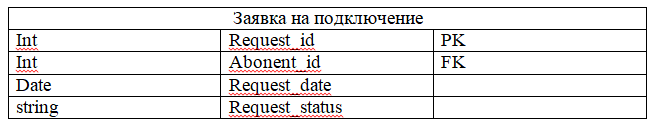 Заявка на подключение
Int Request_id PK
Int Abonent_id FK
Date Request_date
string Request_status